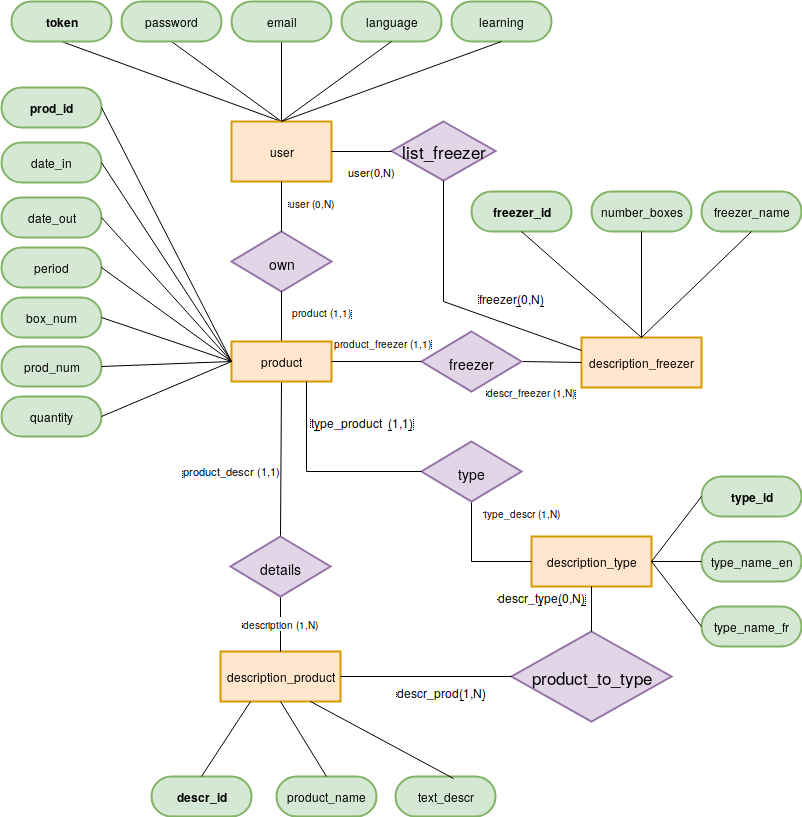 token
password
email
language
learning
prod_id
date_in
date_out
period
box_num
prod_num
quantity
user
list_freezer
user(0,N)
user (0,N)
freezer_id
number_boxes
freezer_name
own
freezer(0,N)
product (1,1)
product_freezer (1,1)
product
freezer
description_freezer
descr_freezer (1,N)
type_product (1,1)
product_descr (1,1)
type
type_id
type_descr (1,N)
details
description_type
type_name_en
descr_type(0,N)
description (1,N)
type_name_fr
description_product
product_to_type
descr_prod(1,N)
descr_id
product_name
text_descr